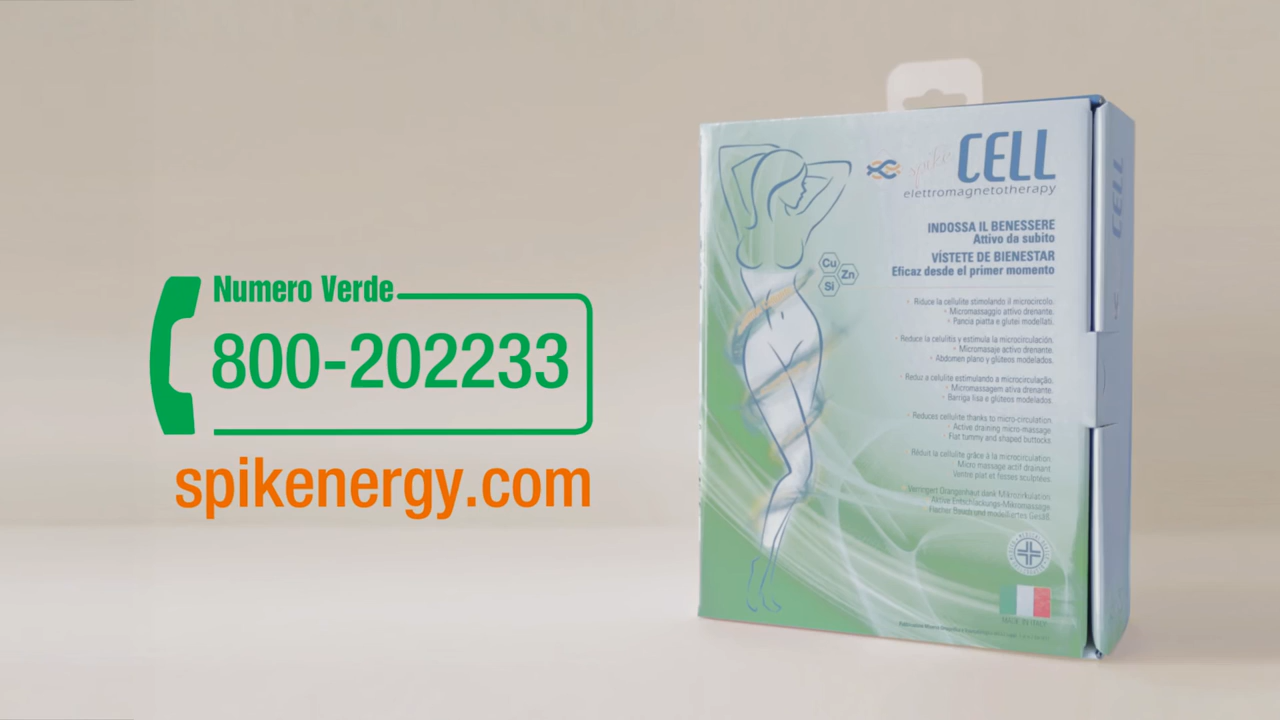 Numero Verde
800-202233
spikenergy.com
spike
CELL
elettromagnetotherapy
INDOSSA IL BENESSERE
Attivo da subito
VÍSTETE DE BIENESTAR
Eficaz desde el primer momento
Cu
Zn
Si
• Riduce la cellulite stimolando il microcircolo.
• Micromassaggio attivo drenante.
• Pancia piatta e glutei modellati.
• Reduce la celulitis y estimula la microcirculación.
• Micromasaje activo drenante.
• Abdomen plano y glúteos modelados.
• Reduz a celulite estimulando a microcirculação.
• Micromassagem ativa drenante.
• Barriga lisa e glúteos modelados.
• Reduces cellulite thanks to micro-circulation.
• Active draining micro-massage.
• Flat tummy and shaped buttocks.
Réduit la cellulite grâce à la microcirculation.
Micro massage actif drainant
Ventre plat et fesses sculptées.
Verringert Orangenhaut dank Mikrozirkulation
Aktive Entschlackungs-Mikromassage
Flacher Bauch und modelliertes Gesäß.
MADE IN ITALY
CELL